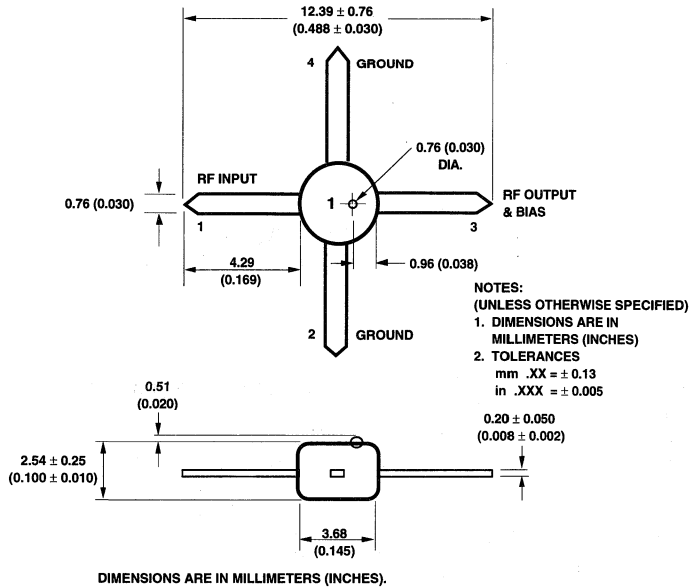 12.39 ± 0.76
(0.488 ± 0.030)
4
GROUND
0.76 (0.030)
DIA.
RF INPUT
0.76 (0.030)
1
1
RF OUTPUT
& BIAS
3
4.29
(0.169)
0.96 (0.038)
NOTES:
(UNLESS OTHERWISE SPECIFIED)
1. DIMENSIONS ARE IN
MILLIMETERS (INCHES)
2. TOLERANCES
mm .XX = ± 0.13
in .XXX = ± 0.005
2
GROUND
0.51
(0.020)
0.20 ± 0.050
(0.008 ± 0.002)
2.54 ± 0.25
(0.100 ± 0.010)
3.68
(0.145)
DIMENSIONS ARE IN MILLIMETERS (INCHES).